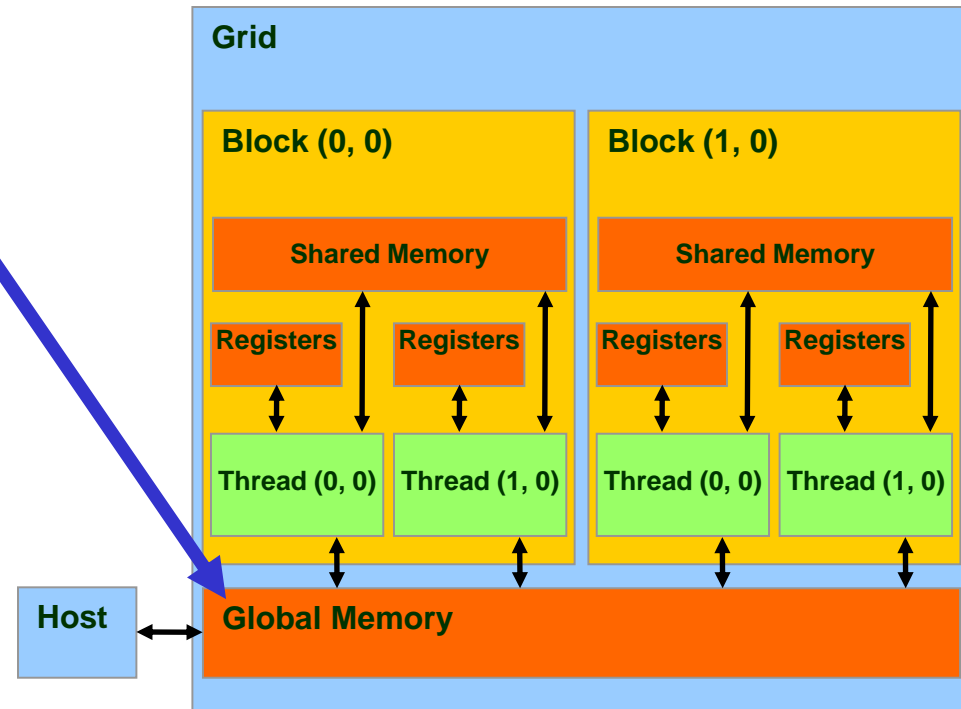 Grid
Block (0, 0)
Block (1, 0)
Shared Memory
Shared Memory
Registers
Registers
Registers
Registers
Thread (0, 0)
Thread (1, 0)
Thread (0, 0)
Thread (1, 0)
Host
Global Memory